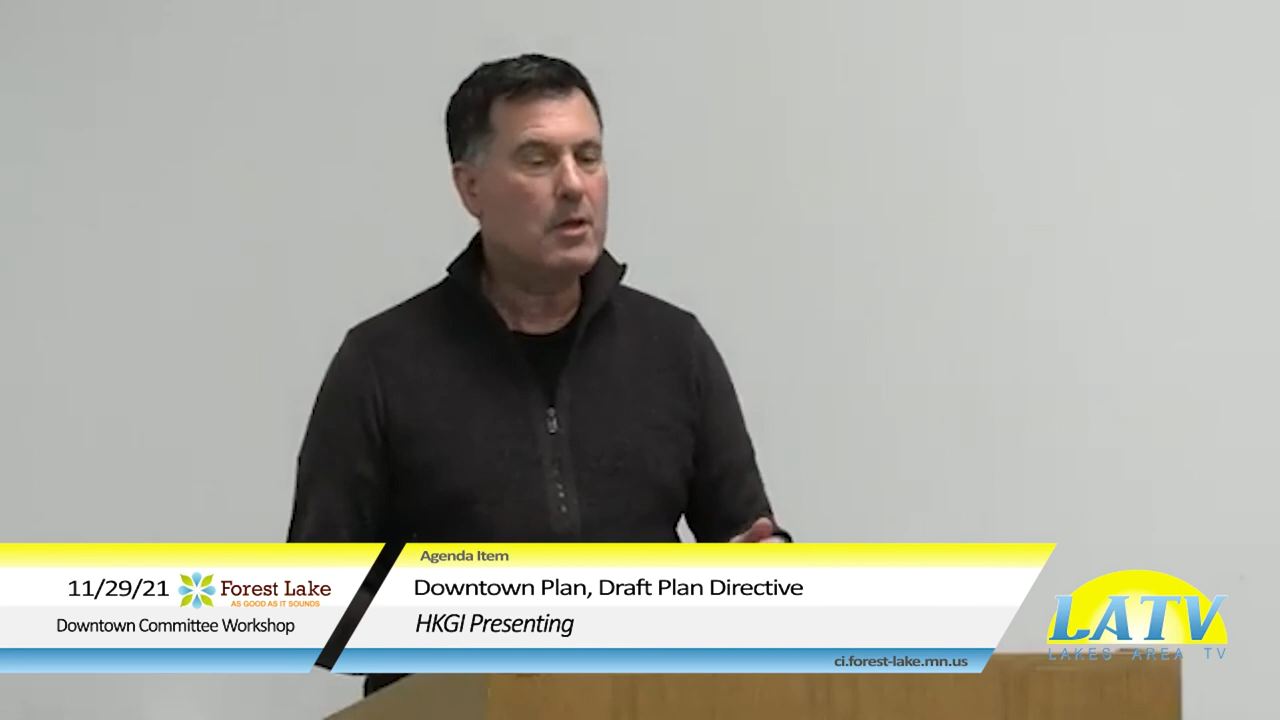 Agenda Item
11/29/21
Forest Lake
AS GOOD AS IT SOUNDS
Downtown Plan, Draft Plan Directive
Downtown Committee Workshop
HKGI Presenting
ci.forest-lake.mn.us
LATV
LAKES AREA TV